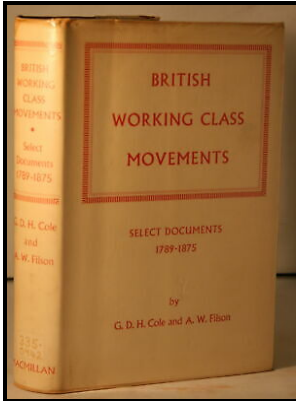 BRITISH
WORKING
CLASS
MOVEMENTS
Select
Documents
1789-1875
G. D. H. Cole
and
A. W. Filson
335.
MACMILLAN
BRITISH
WORKING CLASS
MOVEMENTS
SELECT DOCUMENTS
1789-1875
by
G. D. H. Cole and A. W. Filson